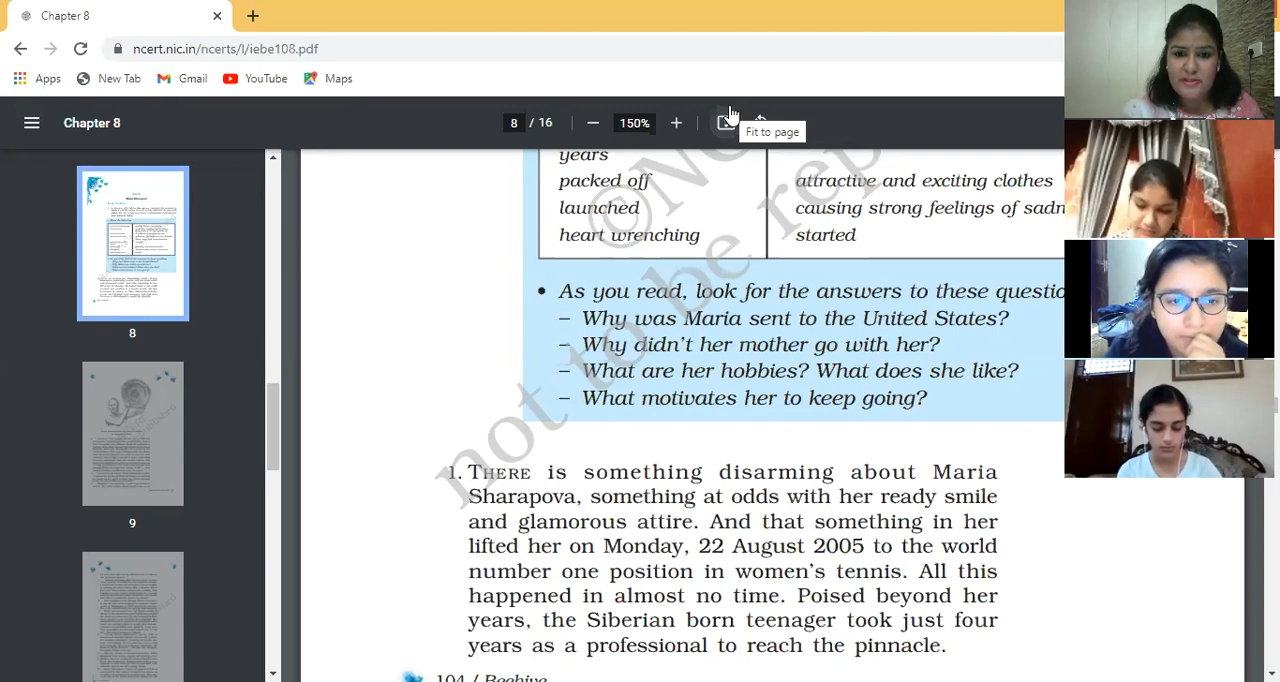 Chapter 8
ncert.nic.in/ncerts/l/iebe108.pdf
Apps New Tab Gmail YouTube Maps
Chapter 8
8 / 16
150%
Fit to page
8
9
years
packed off
launched
heart wrenching
attractive and exciting clothes
causing strong feelings of sadn
started
• As you read, look for the answers to these questio
– Why was Maria sent to the United States?
– Why didn't her mother go with her?
– What are her hobbies? What does she like?
– What motivates her to keep going?
1. THERE is something disarming about Maria
Sharapova, something at odds with her ready smile
and glamorous attire. And that something in her
lifted her on Monday, 22 August 2005 to the world
number one position in women's tennis. All this
happened in almost no time. Poised beyond her
years, the Siberian born teenager took just four
years as a professional to reach the pinnacle.
104 / Beehive
not to be rep
©NC